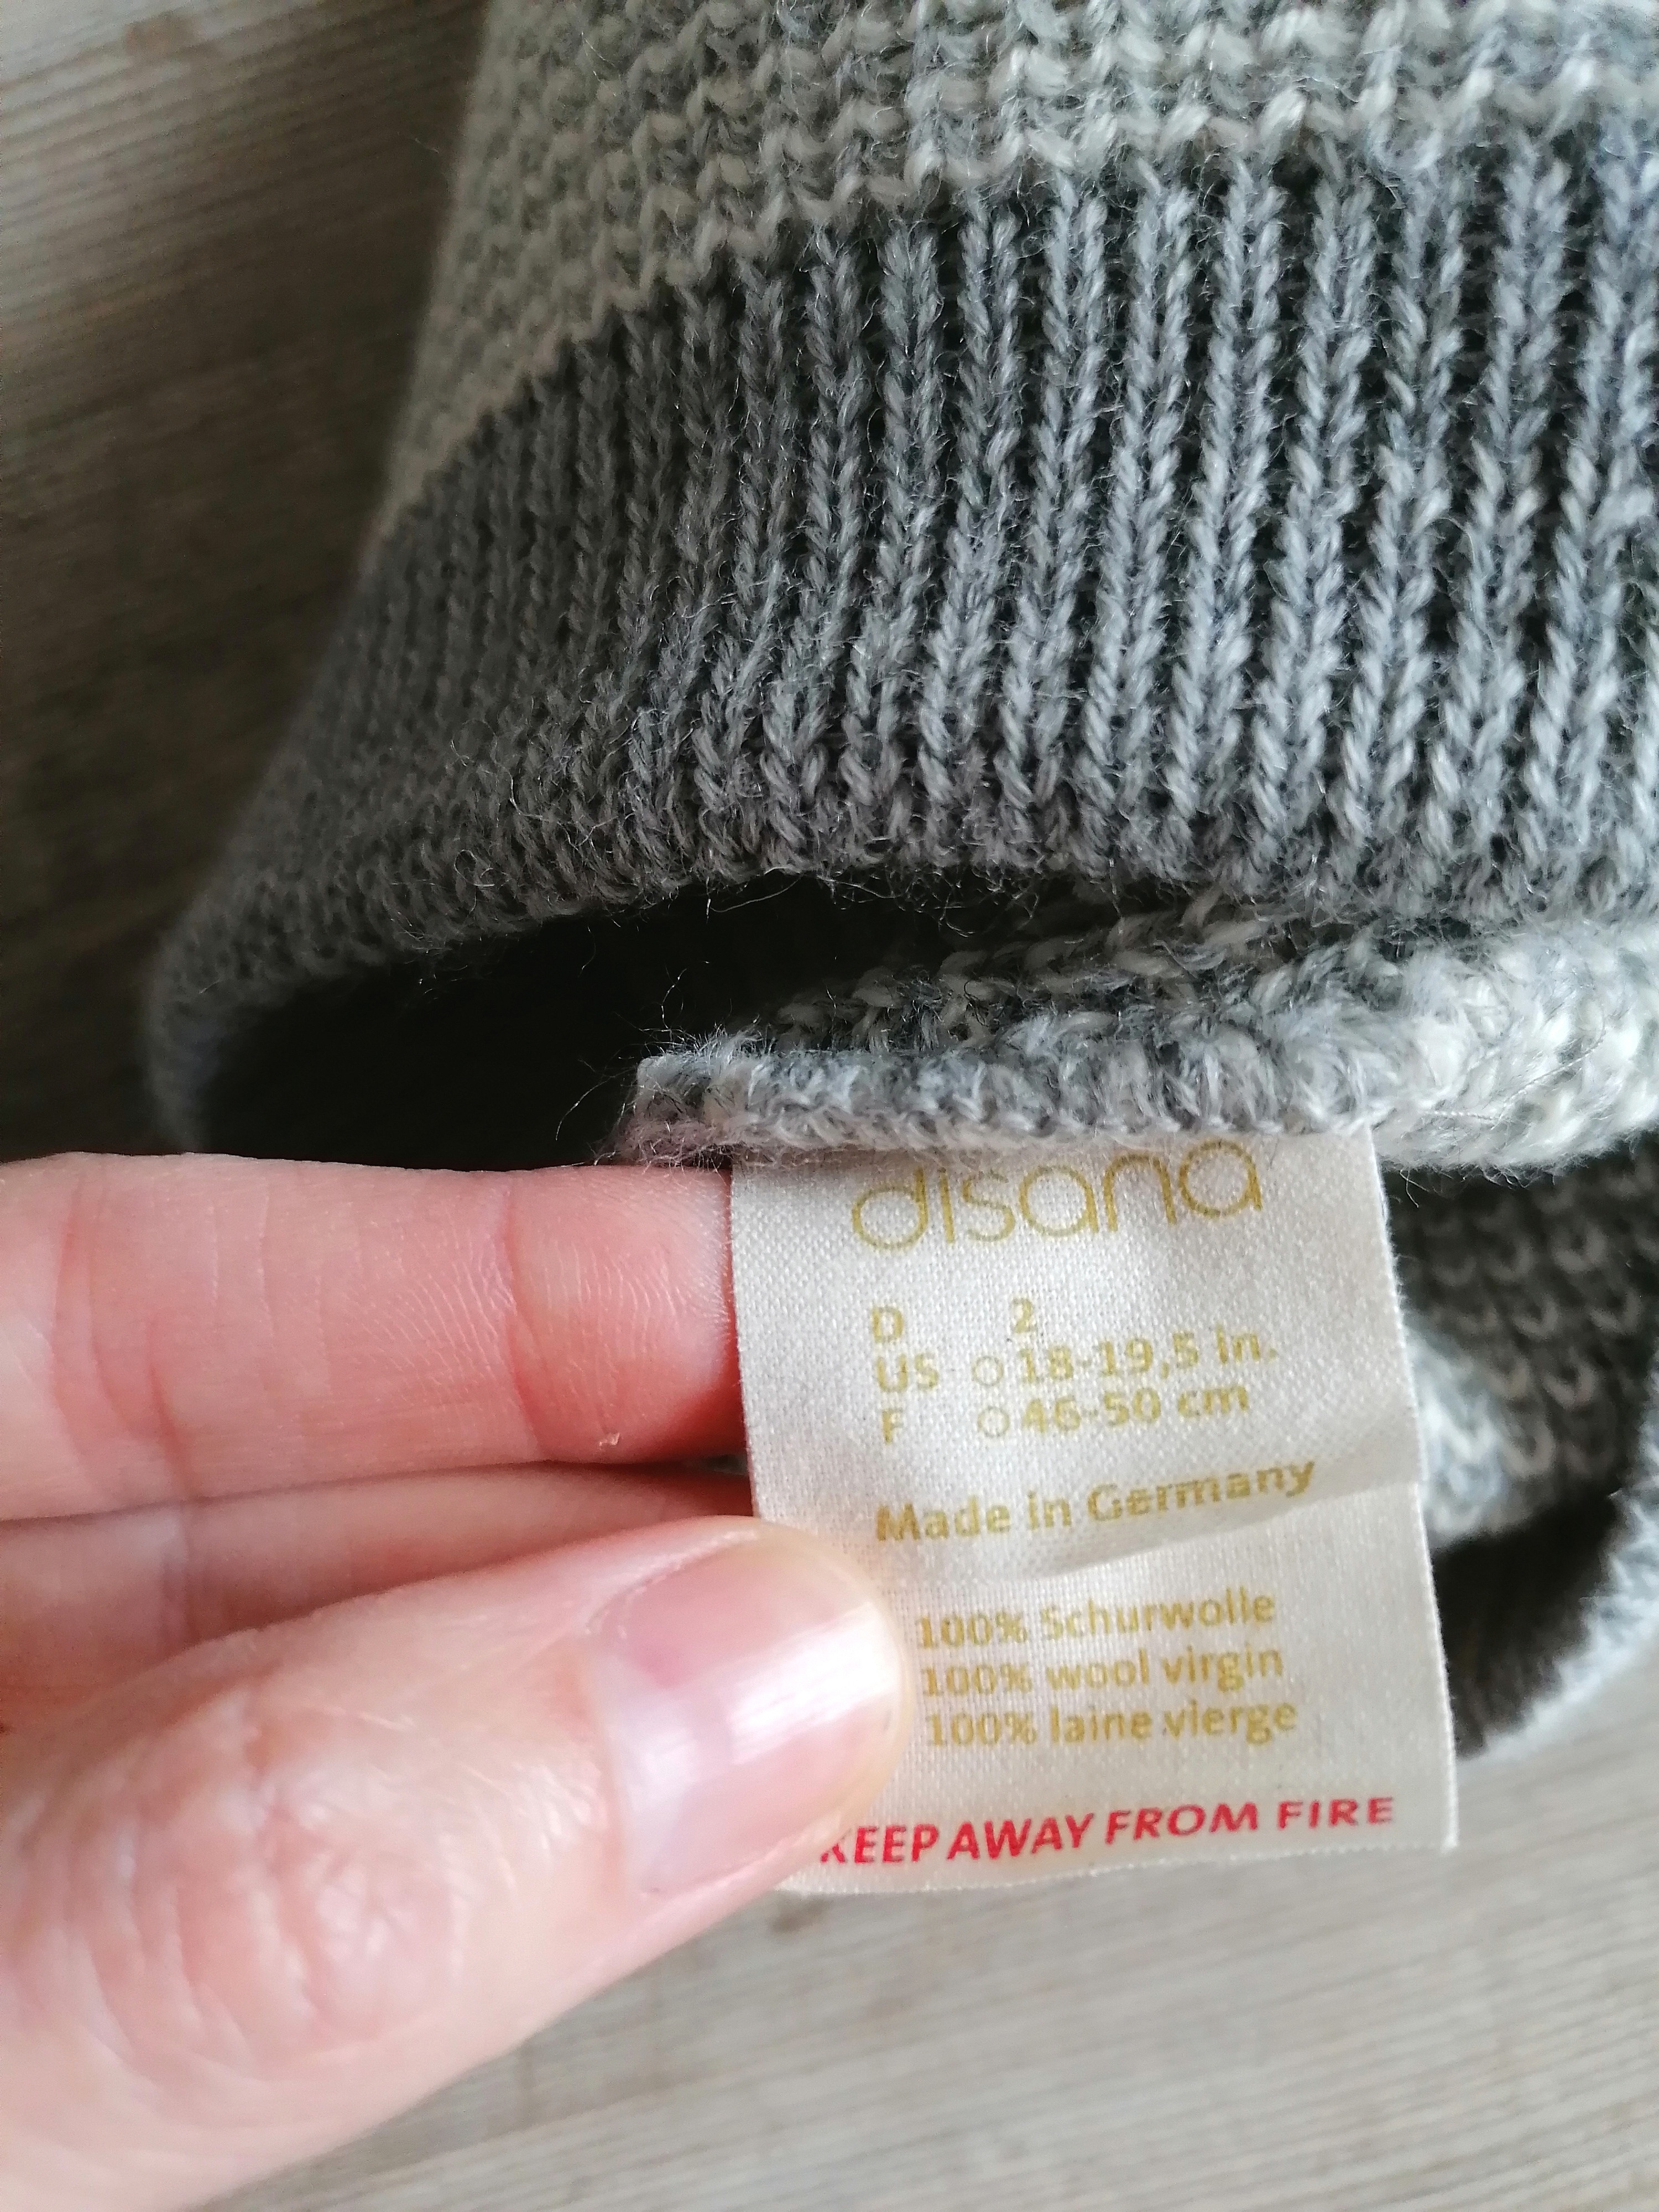 disana
D 2
US 18-19,5 in.
F 46-50 cm
Made in Germany
100% Schurwolle
100% wool virgin
100% laine vierge
KEEP AWAY FROM FIRE